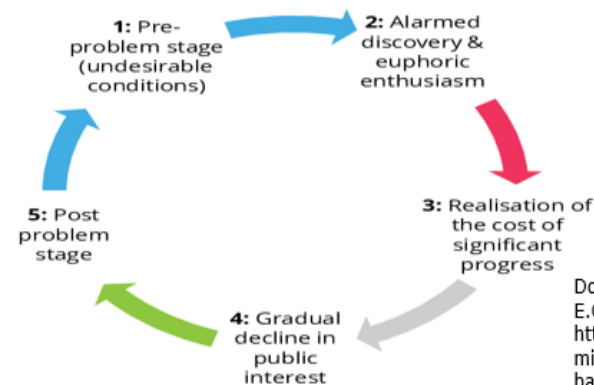 1: Pre-
problem stage
(undesirable
conditions)
2: Alarmed
discovery &
euphoric
enthusiasm
3: Realisation of
the cost of
significant
progress
4: Gradual
decline in
public
interest
5: Post
problem
stage